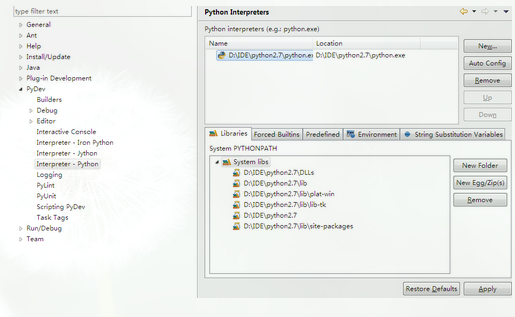 type filter text
General
Ant
Help
Install/Update
Java
Plug-in Development
PyDev
Builders
Debug
Editor
Interactive Console
Interpreter - Iron Python
Interpreter - Jython
Interpreter - Python
Logging
PyLint
PyUnit
Scripting PyDev
Task Tags
Run/Debug
Team
Python Interpreters
Python interpreters (e.g.: python.exe)
Name Location
D:\IDE\python2.7\python.ex D:\IDE\python2.7\python.exe
New...
Auto Config
Remove
Up
Down
Libraries Forced Builtins Predefined Environment String Substitution Variables
System PYTHONPATH
System libs
D:\IDE\python2.7\DLLs
D:\IDE\python2.7\lib
D:\IDE\python2.7\lib\plat-win
D:\IDE\python2.7\lib\lib-tk
D:\IDE\python2.7
D:\IDE\python2.7\lib\site-packages
New Folder
New Egg/Zip(s)
Remove
Restore Defaults Apply